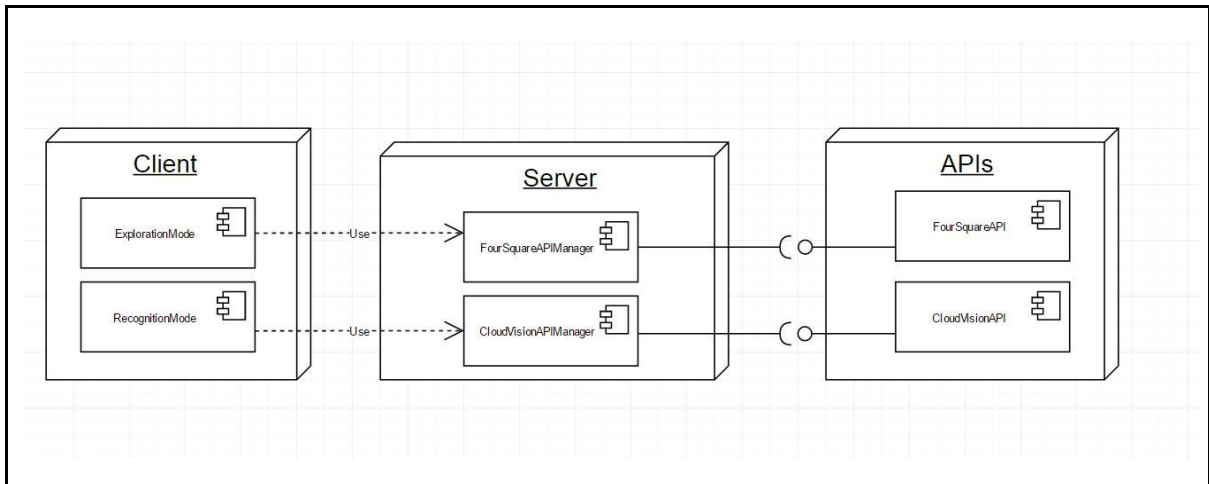 Client
ExplorationMode
RecognitionMode
Use
Use
Server
FourSquareAPIManager
CloudVisionAPIManager
APIs
FourSquareAPI
CloudVisionAPI